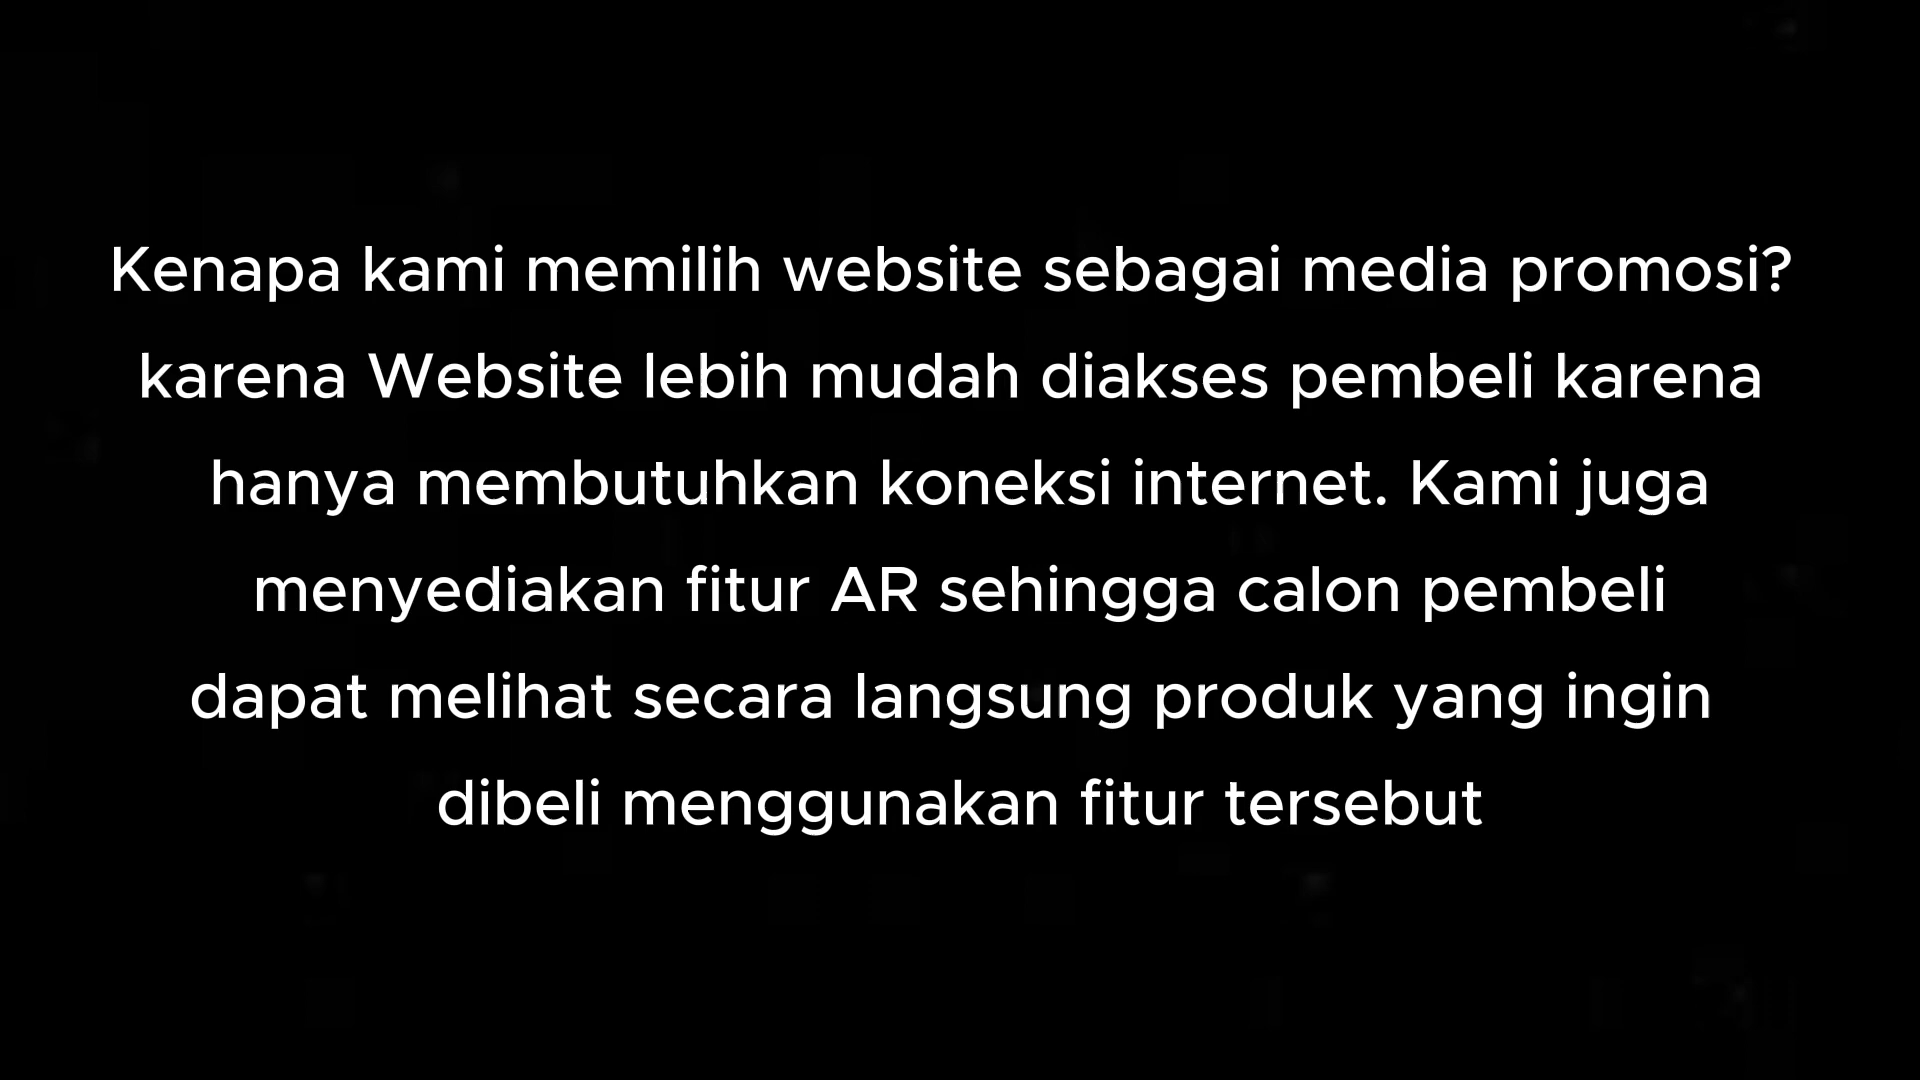 Kenapa kami memilih website sebagai media promosi?
karena Website lebih mudah diakses pembeli karena
hanya membutuhkan koneksi internet. Kami juga
menyediakan fitur AR sehingga calon pembeli
dapat melihat secara langsung produk yang ingin
dibeli menggunakan fitur tersebut